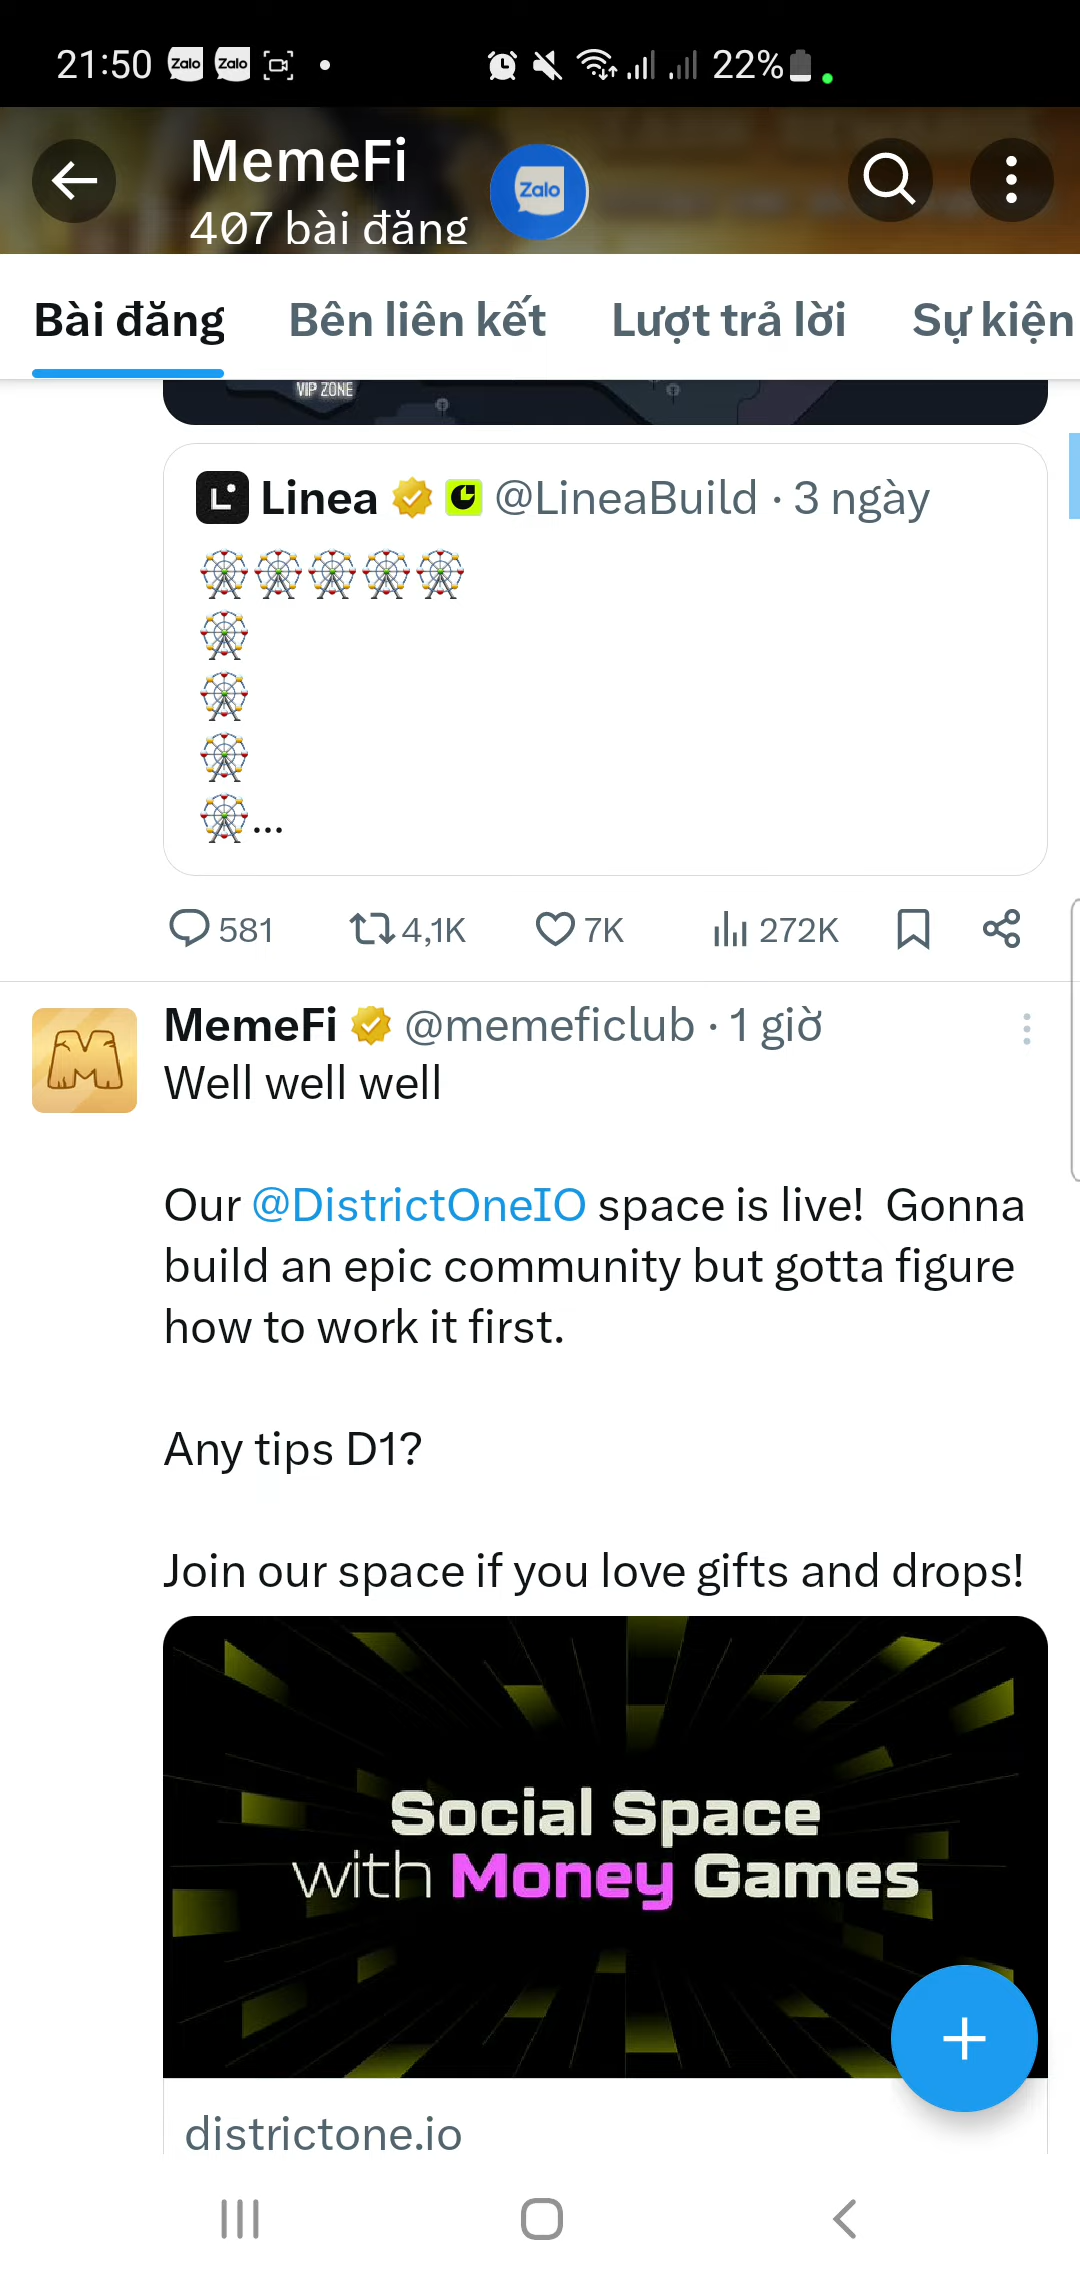 21:50 Zalo Zalo 22%
MemeFi
407 bài đăng
Zalo
Bài đăng Bên liên kết Lượt trả lời Sự kiện
VIP ZONE
Linea @LineaBuild · 3 ngày
🎡🎡🎡🎡🎡
🎡
🎡
🎡
🎡...
581 4,1K 7K 272K
MemeFi @memeficlub · 1 giờ
Well well well
Our @DistrictOneIO space is live! Gonna
build an epic community but gotta figure
how to work it first.
Any tips D1?
Join our space if you love gifts and drops!
Social Space
with Money Games
districtone.io